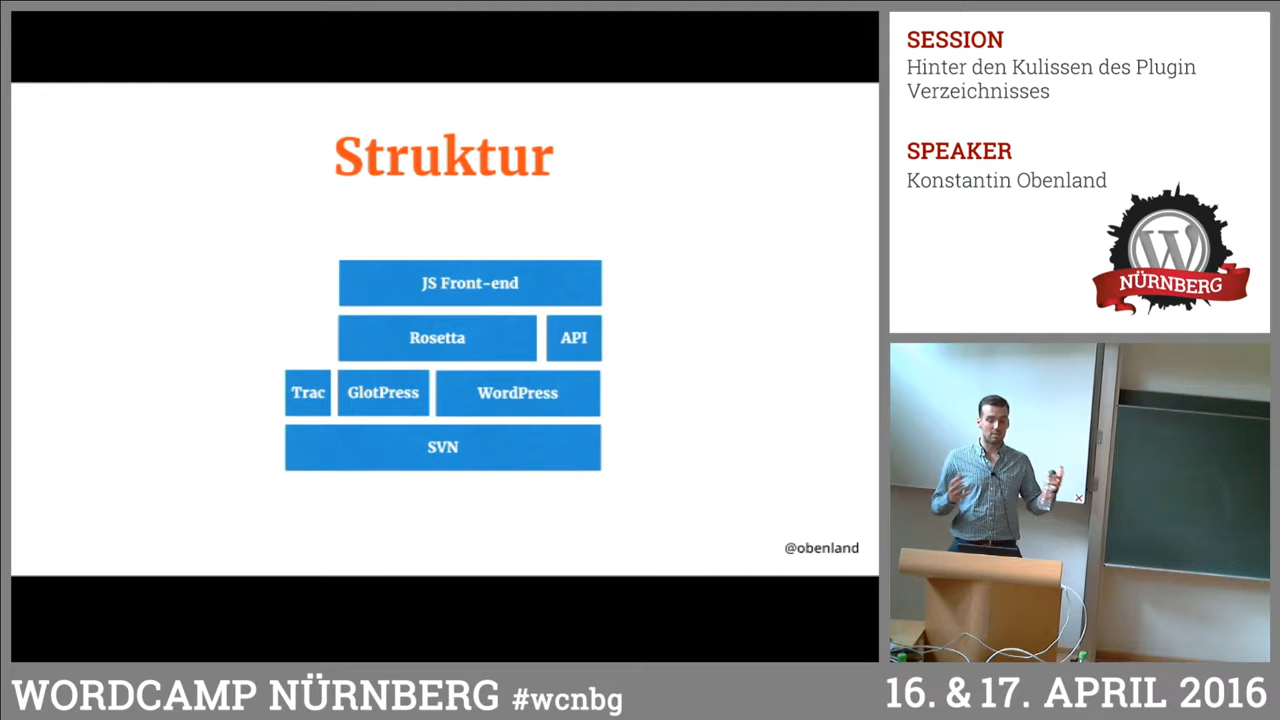 Struktur
JS Front-end
Rosetta
API
Trac
GlotPress
WordPress
SVN
@obenland
SESSION
Hinter den Kulissen des Plugin
Verzeichnisses
SPEAKER
Konstantin Obenland
W
NÜRNBERG
WORDCAMP NÜRNBERG #wcnbg
16. & 17. APRIL 2016